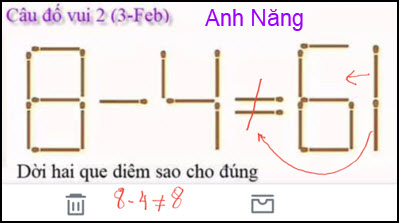 Câu đố vui 2 (3-Feb) Anh Năng
8 - 4 = 61
Dời hai que diêm sao cho đúng
8-4≠8